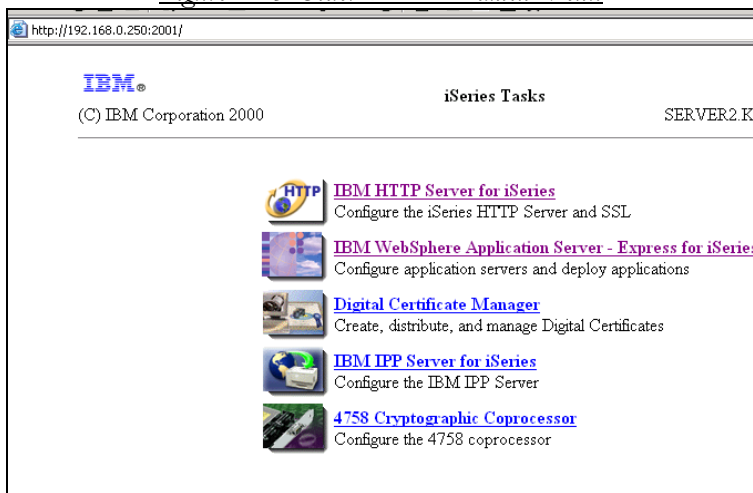 http://192.168.0.250:2001/
IBM®
iSeries Tasks
(C) IBM Corporation 2000
SERVER2.K
HTTP
IBM HTTP Server for iSeries
Configure the iSeries HTTP Server and SSL
IBM WebSphere Application Server - Express for iSeries
Configure application servers and deploy applications
Digital Certificate Manager
Create, distribute, and manage Digital Certificates
IBM IPP Server for iSeries
Configure the IBM IPP Server
4758 Cryptographic Coprocessor
Configure the 4758 coprocessor